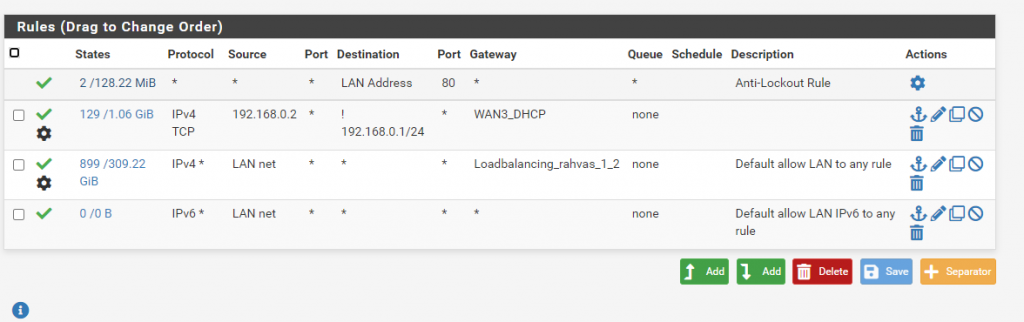 Rules (Drag to Change Order)
States Protocol Source Port Destination Port Gateway Queue Schedule Description Actions
2 /128.22 MiB * * * LAN Address 80 * * Anti-Lockout Rule
129 /1.06 GiB IPv4 TCP 192.168.0.2 * ! 192.168.0.1/24 * WAN3_DHCP none
899 /309.22 GiB IPv4 * LAN net * * * Loadbalancing_rahvas_1_2 none Default allow LAN to any rule
0 /0 B IPv6 * LAN net * * * * none Default allow LAN IPv6 to any rule
Add Add Delete Save Separator